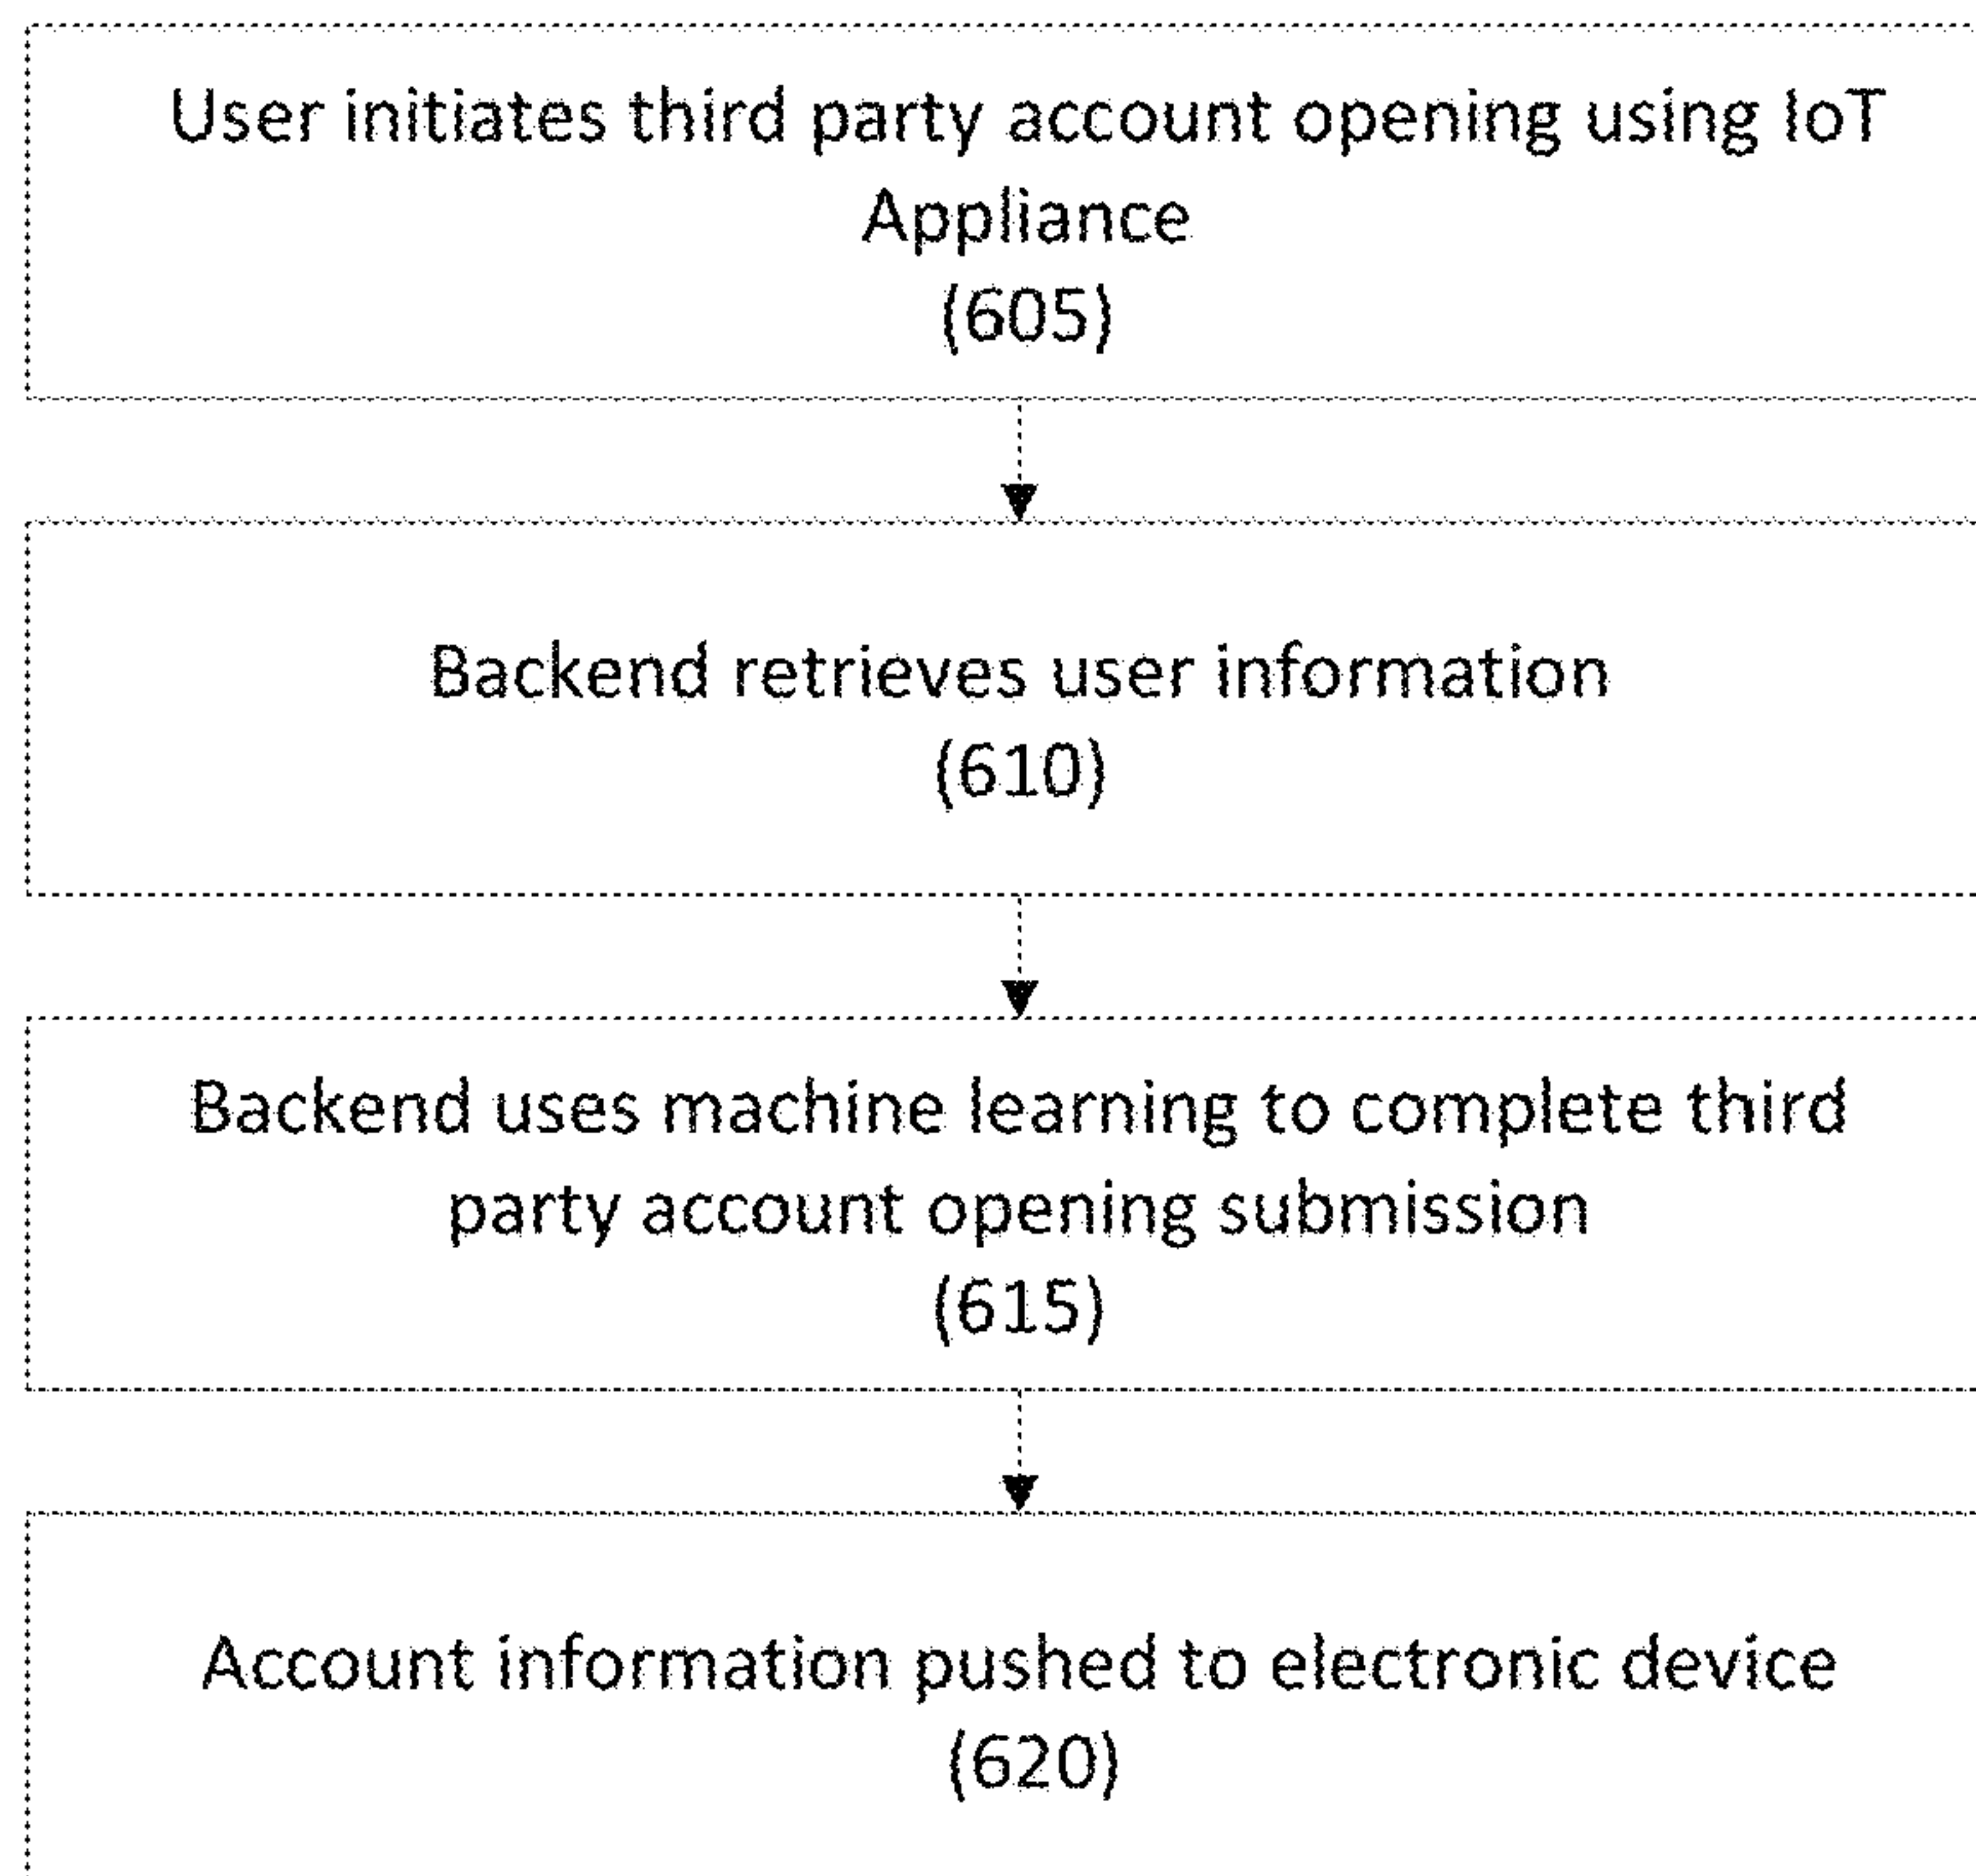 User initiates third party account opening using IoT
Appliance
(605)
Backend retrieves user information
(610)
Backend uses machine learning to complete third
party account opening submission
(615)
Account information pushed to electronic device
(620)